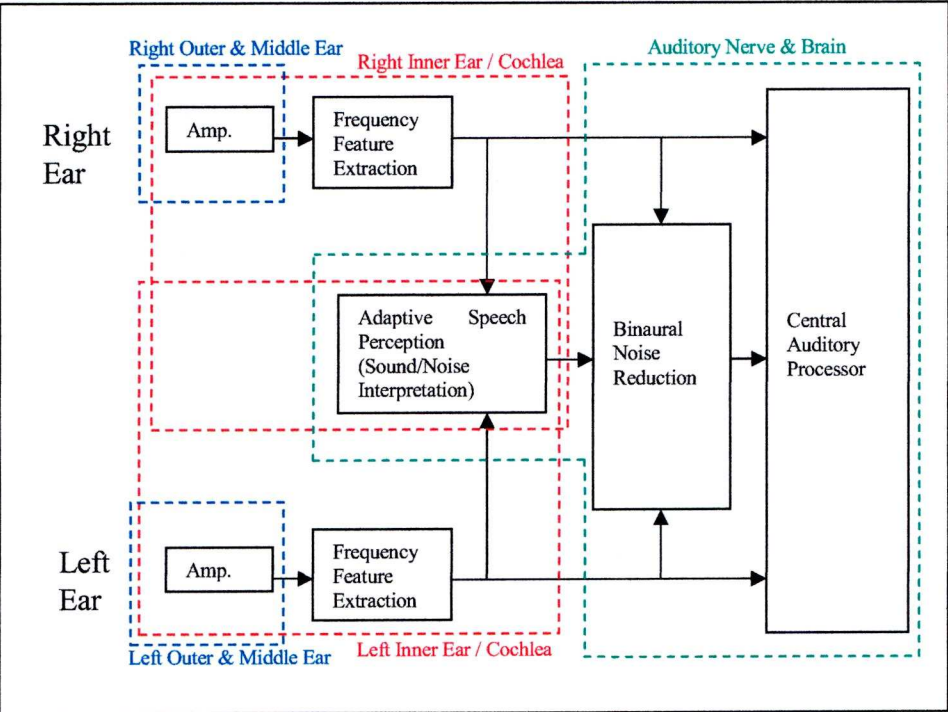 Right Outer & Middle Ear
Auditory Nerve & Brain
Right Inner Ear / Cochlea
Right
Ear
Amp.
Frequency
Feature
Extraction
Adaptive Speech
Perception
(Sound/Noise
Interpretation)
Binaural
Noise
Reduction
Central
Auditory
Processor
Left
Ear
Amp.
Frequency
Feature
Extraction
Left Outer & Middle Ear
Left Inner Ear / Cochlea